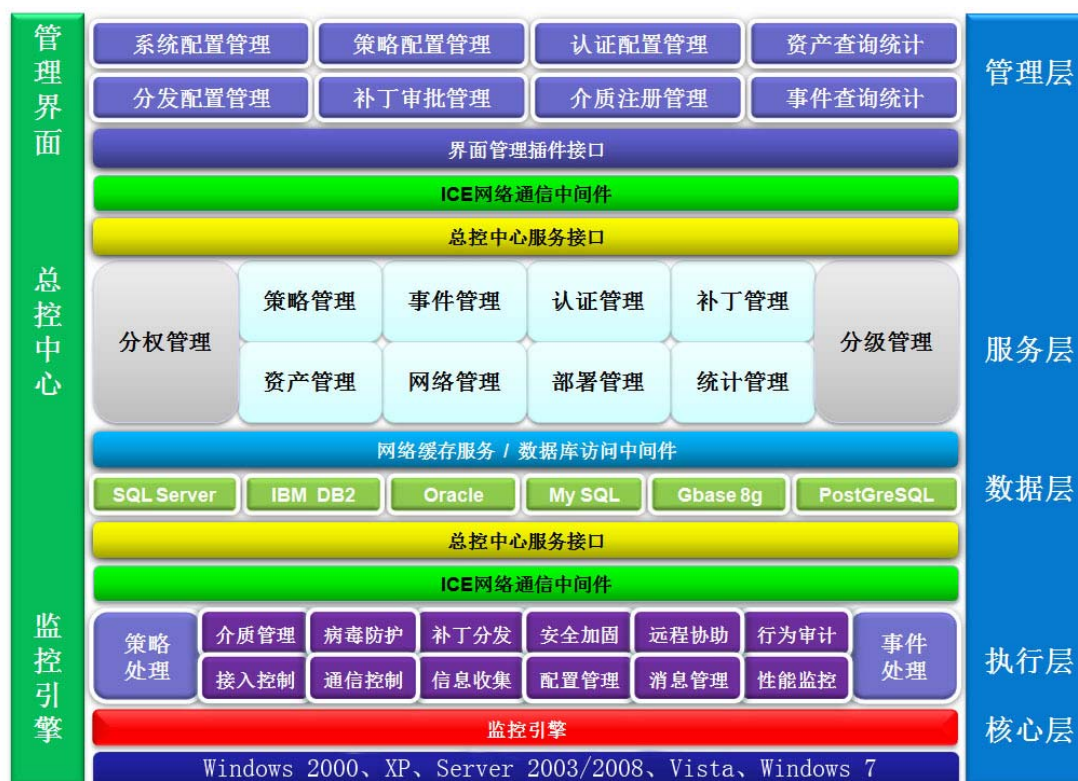 管理界面
系统配置管理 策略配置管理 认证配置管理 资产查询统计
管理层
分发配置管理 补丁审批管理 介质注册管理 事件查询统计
界面管理插件接口
ICE网络通信中间件
总控中心服务接口
总控中心
分权管理
策略管理 事件管理 认证管理 补丁管理
资产管理 网络管理 部署管理 统计管理
分级管理
服务层
网络缓存服务 / 数据库访问中间件
SQL Server IBM DB2 Oracle My SQL Gbase 8g PostGreSQL
数据层
总控中心服务接口
ICE网络通信中间件
监控引擎
策略
处理
介质管理 病毒防护 补丁分发 安全加固 远程协助 行为审计
接入控制 通信控制 信息收集 配置管理 消息管理 性能监控
事件
处理
执行层
监控引擎
核心层
Windows 2000、XP、Server 2003/2008、Vista、Windows 7